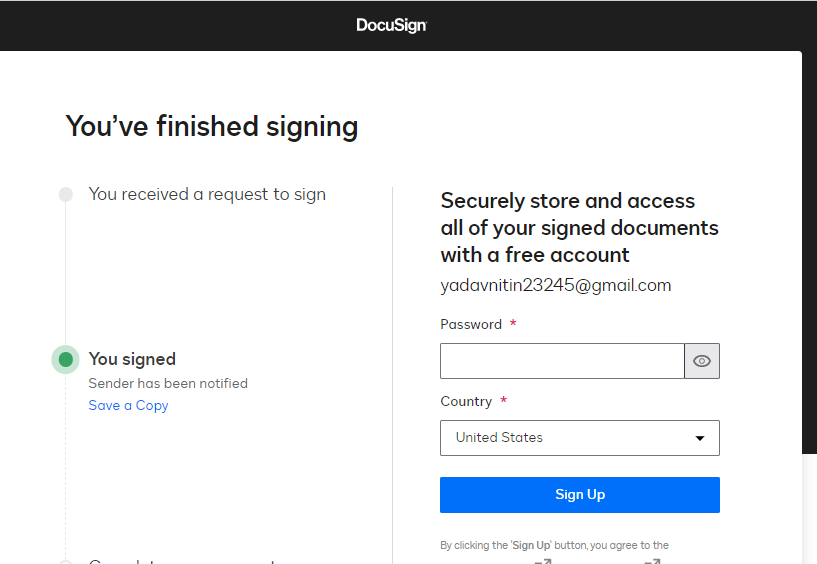 DocuSign
You've finished signing
You received a request to sign
You signed
Sender has been notified
Save a Copy
Securely store and access
all of your signed documents
with a free account
yadavnitin23245@gmail.com
Password *
Country *
United States
Sign Up
By clicking the 'Sign Up' button, you agree to the